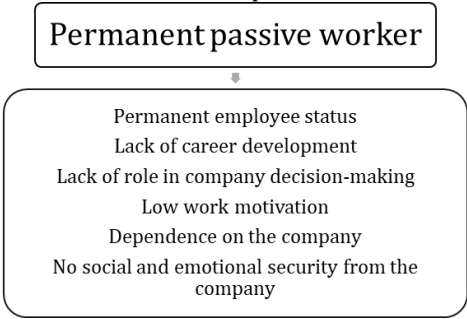 Permanent passive worker
Permanent employee status
Lack of career development
Lack of role in company decision-making
Low work motivation
Dependence on the company
No social and emotional security from the
company